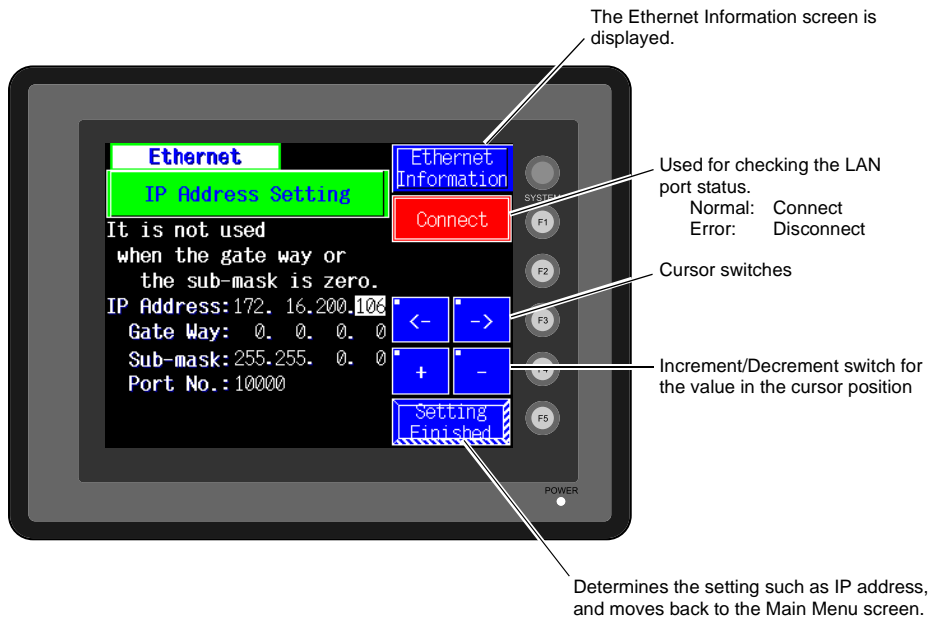 The Ethernet Information screen is
displayed.
Ethernet
IP Address Setting
It is not used
when the gate way or
the sub-mask is zero.
IP Address:172. 16.200.106
Gate Way: 0. 0. 0. 0
Sub-mask:255.255. 0. 0
Port No.:10000
Ethernet
Information
Connect
<- ->
+ -
Setting
Finished
SYSTEM
F1
F2
F3
F4
F5
POWER
Used for checking the LAN
port status.
Normal: Connect
Error: Disconnect
Cursor switches
Increment/Decrement switch for
the value in the cursor position
Determines the setting such as IP address,
and moves back to the Main Menu screen.